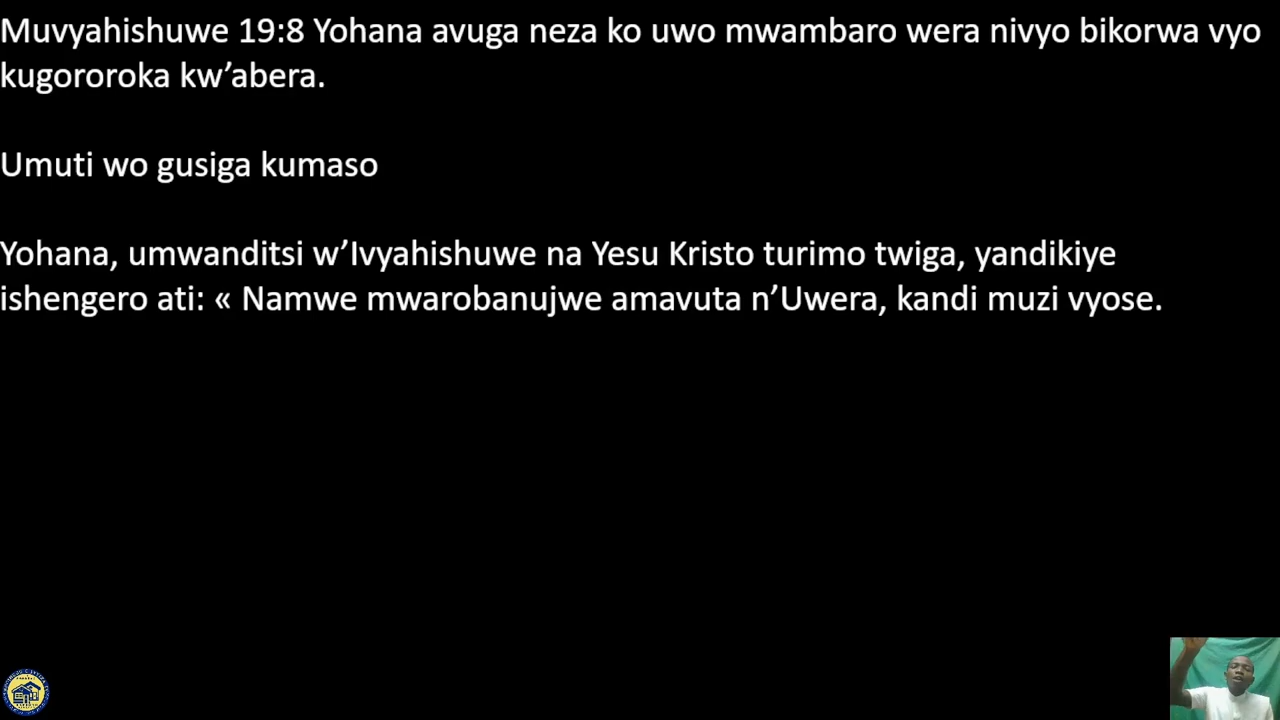 Muvyahishuwe 19:8 Yohana avuga neza ko uwo mwambaro wera nivyo bikorwa vyo
kugororoka kw’abera.
Umuti wo gusiga kumaso
Yohana, umwanditsi w’Ivyahishuwe na Yesu Kristo turimo twiga, yandikiye
ishengero ati: « Namwe mwarobanujwe amavuta n’Uwera, kandi muzi vyose.